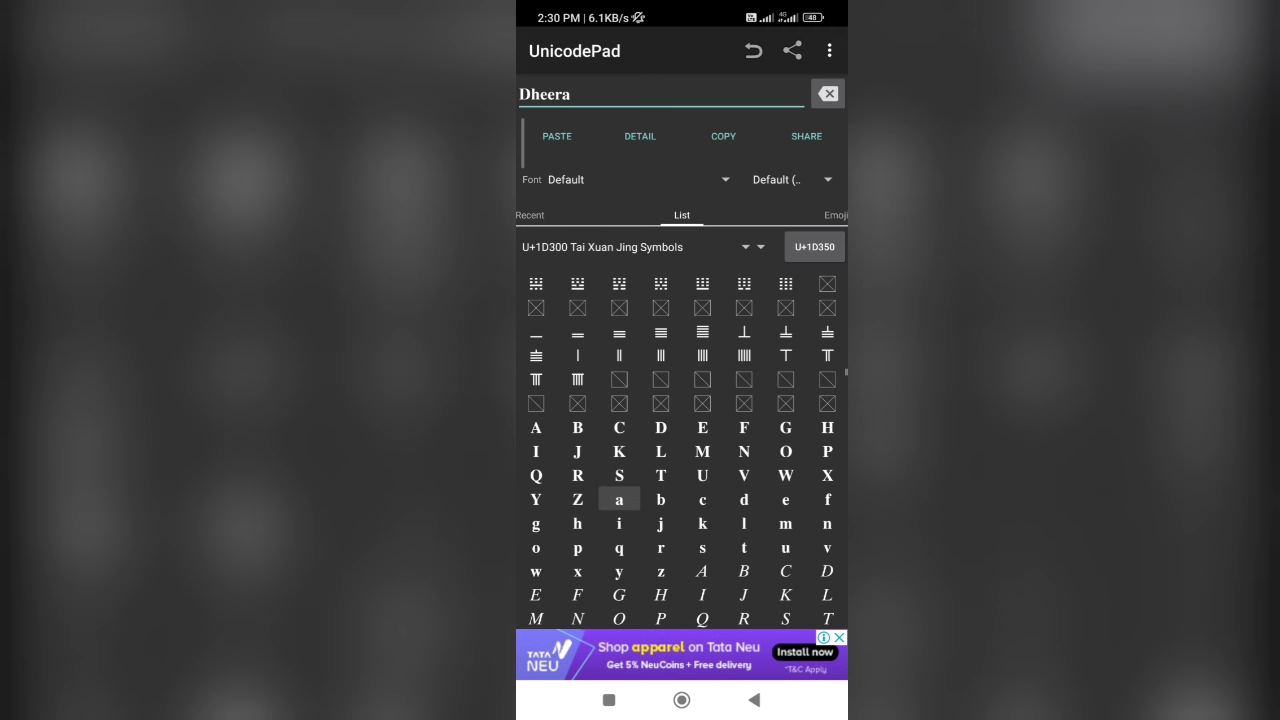 2:30 PM | 6.1KB/s 4G 48
UnicodePad
𝐃𝐡𝐞𝐞𝐫𝐚
PASTE DETAIL COPY SHARE
Font Default Default (..
Recent List Emoji
U+1D300 Tai Xuan Jing Symbols U+1D350
𝍐 𝍑 𝍒 𝍓 𝍔 𝍕 𝍖
𝍠 𝍡 𝍢 𝍣 𝍤 𝍥 𝍦 𝍧
𝍨 𝍩 𝍪 𝍫 𝍬 𝍭 𝍮 𝍯
𝍰 𝍱
𝐀 𝐁 𝐂 𝐃 𝐄 𝐅 𝐆 𝐇
𝐈 𝐉 𝐊 𝐋 𝐌 𝐍 𝐎 𝐏
𝐐 𝐑 𝐒 𝐓 𝐔 𝐕 𝐖 𝐗
𝐘 𝐙 𝐚 𝐛 𝐜 𝐝 𝐞 𝐟
𝐠 𝐡 𝐢 𝐣 𝐤 𝐥 𝐦 𝐧
𝐨 𝐩 𝐪 𝐫 𝐬 𝐭 𝐮 𝐯
𝐰 𝐱 𝐲 𝐳 𝐴 𝐵 𝐶 𝐷
𝐸 𝐹 𝐺 𝐻 𝐼 𝐽 𝐾 𝐿
𝑀 𝑁 𝑂 𝑃 𝑄 𝑅 𝑆 𝑇
TATA NEU
Shop apparel on Tata Neu
Get 5% NeuCoins + Free delivery
Install now
*T&C Apply